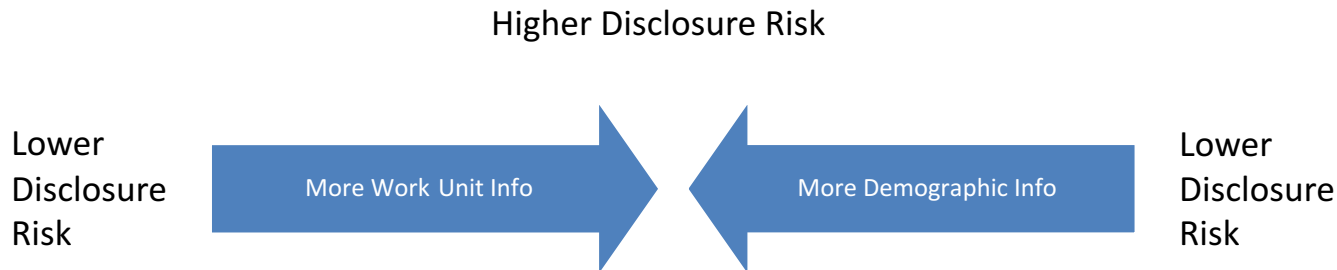 Higher Disclosure Risk
Lower
Disclosure
Risk
More Work Unit Info
More Demographic Info
Lower
Disclosure
Risk